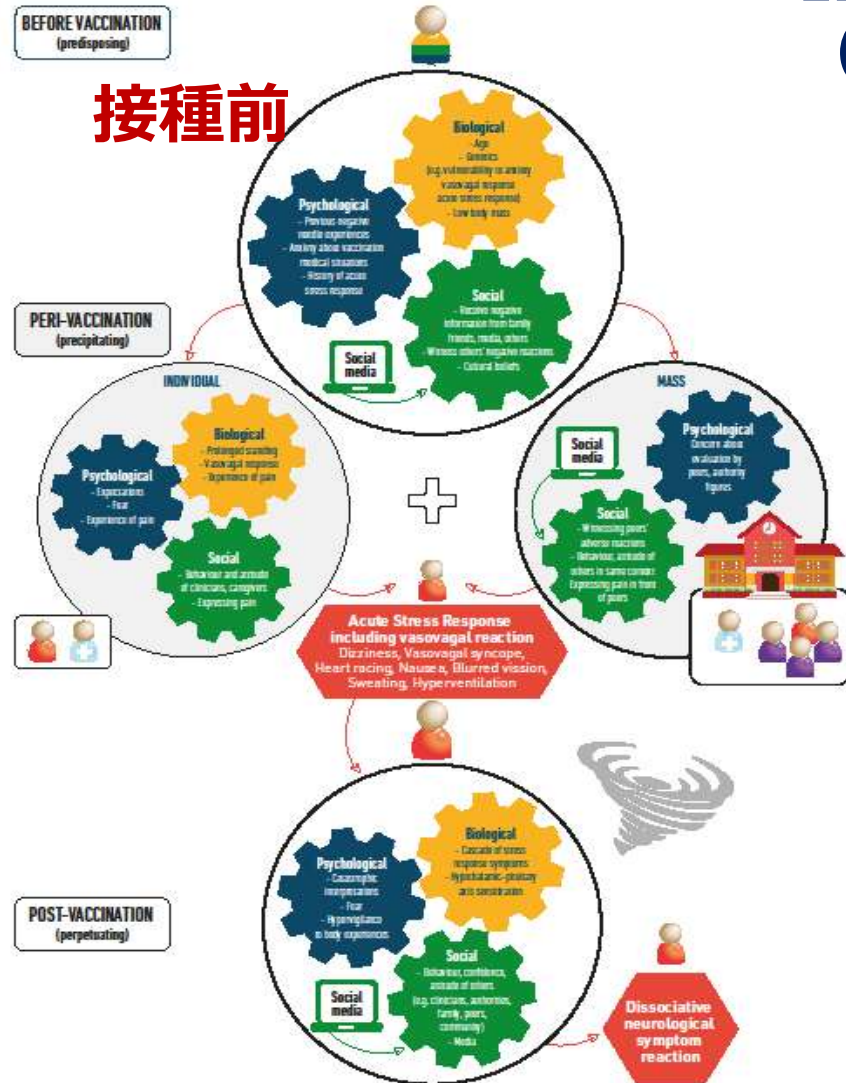 BEFORE VACCINATION
(predisposing)
接種前
Biological
- Age
- Genetics
(e.g. vulnerability to anxiety
vasovagal response
acute stress response)
- Low body mass
Psychological
- Previous negative
needle experiences
- Anxiety about vaccination
medical situations
- History of acute
stress response
Social
- Receive negative
information from family
friends, media, others
- Witness others' negative reactions
- Cultural beliefs
Social
media
PERI-VACCINATION
(precipitating)
INDIVIDUAL
Biological
- Prolonged standing
- Vasovagal response
- Experience of pain
Psychological
- Expectations
- Fear
- Experience of pain
Social
- Behaviour and attitude
of clinicians, caregivers
- Expressing pain
MASS
Psychological
Concern about
evaluation by
peers, authority
figures
Social
media
Social
- Witnessing peers'
adverse reactions
- Behaviour, attitude of
others in same context
Expressing pain in front
of peers
Acute Stress Response
including vasovagal reaction
Dizziness, Vasovagal syncope,
Heart racing, Nausea, Blurred vission,
Sweating, Hyperventilation
POST-VACCINATION
(perpetuating)
Biological
- Cascade of stress
response symptoms
- Hypothalamic-pituitary
axis sensitisation
Psychological
- Catastrophic
interpretations
- Fear
- Hypervigilance
to body experiences
Social
- Behaviour, confidence,
attitude of others
(e.g. clinicians, authorities,
family, peers,
community)
- Media
Social
media
Dissociative
neurological
symptom
reaction